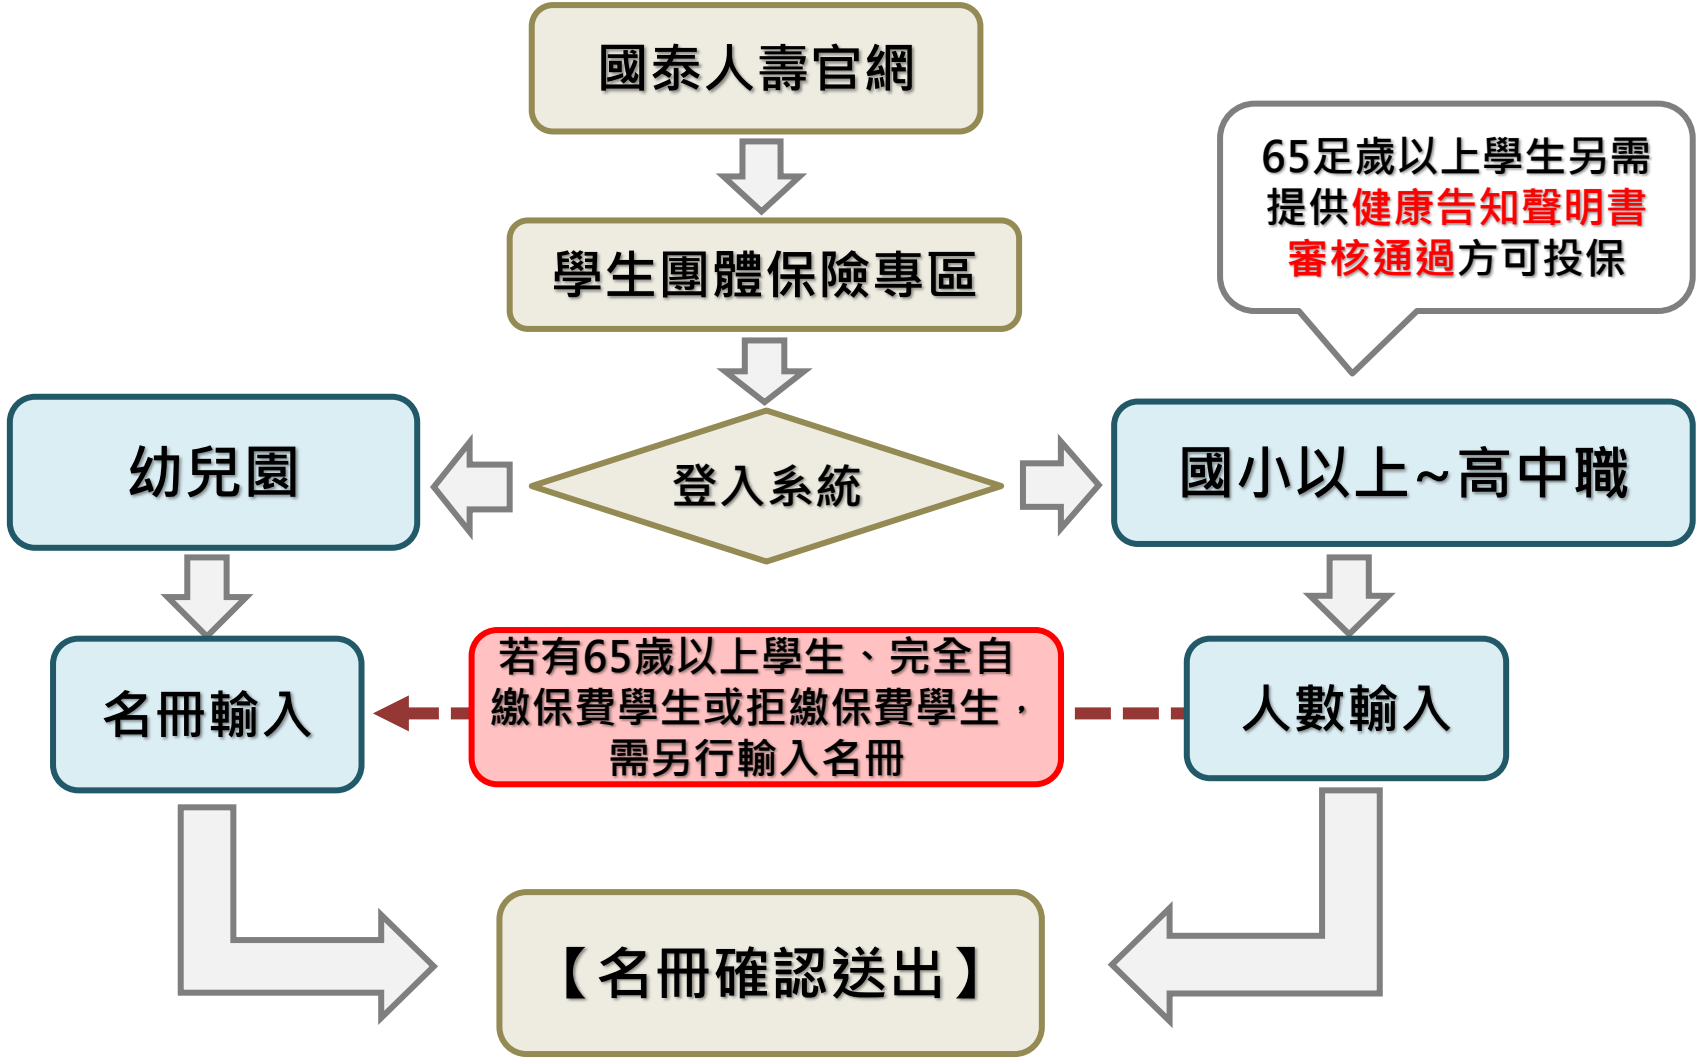 國泰人壽官網
65足歲以上學生另需
提供健康告知聲明書
審核通過方可投保
學生團體保險專區
幼兒園
登入系統
國小以上~高中職
名冊輸入
若有65歲以上學生、完全自
繳保費學生或拒繳保費學生，
需另行輸入名冊
人數輸入
【名冊確認送出】